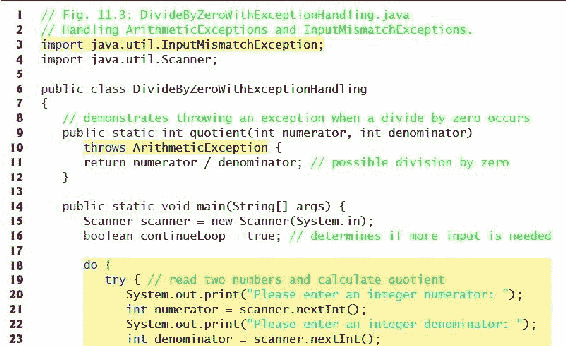 1 // Fig. 11.3: DivideByZeroWithExceptionHandling.java
2 // Handling ArithmeticExceptions and InputMismatchExceptions.
3 import java.util.InputMismatchException;
4 import java.util.Scanner;
5
6 public class DivideByZeroWithExceptionHandling
7 {
8 // demonstrates throwing an exception when a divide by zero occurs
9 public static int quotient(int numerator, int denominator)
10 throws ArithmeticException {
11 return numerator / denominator; // possible division by zero
12 }
13
14 public static void main(String[] args) {
15 Scanner scanner = new Scanner(System.in);
16 boolean continueLoop = true; // determines if more input is needed
17
18 do {
19 try { // read two numbers and calculate quotient
20 System.out.print("Please enter an integer numerator: ");
21 int numerator = scanner.nextInt();
22 System.out.print("Please enter an integer denominator: ");
23 int denominator = scanner.nextInt();